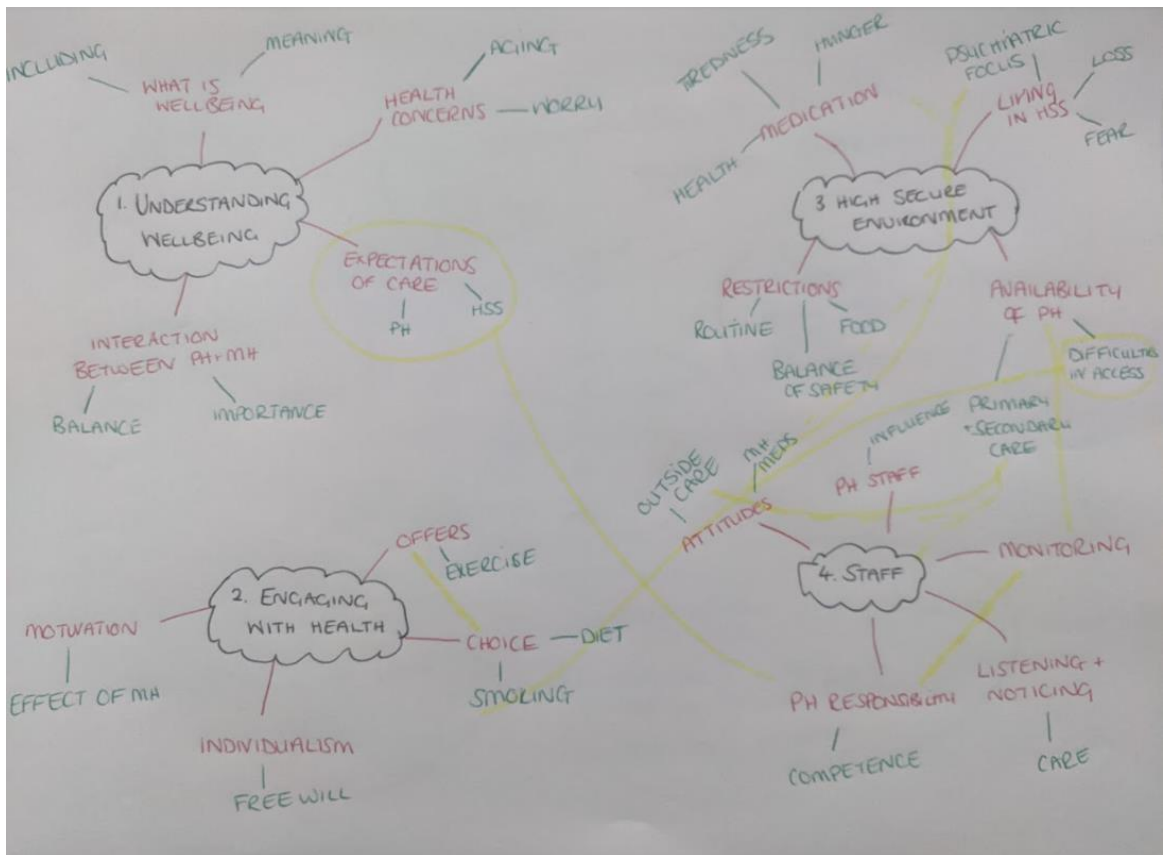 INCLUDING
MEANING
WHAT IS
WELLBEING
AGING
HEALTH
CONCERNS
WORRY
1. UNDERSTANDING
WELLBEING
EXPECTATIONS
OF CARE
PH
HSS
INTERACTION
BETWEEN PH+MH
BALANCE
IMPORTANCE
TIREDNESS
HUNGER
MEDICATION
HEALTH
PSYCHIATRIC
FOCUS
LOSS
LIVING
IN HSS
FEAR
3 HIGH SECURE
ENVIRONMENT
RESTRICTIONS
ROUTINE
FOOD
BALANCE
OF SAFETY
AVAILABILITY
OF PH
DIFFICULTIES
IN ACCESS
PRIMARY
+ SECONDARY
CARE
OFFERS
EXERCISE
2. ENGAGING
WITH HEALTH
MOTIVATION
EFFECT OF MH
CHOICE
DIET
SMOKING
INDIVIDUALISM
FREE WILL
OUTSIDE
CARE
MH
MEDS
ATTITUDES
INFLUENCE
PH STAFF
4. STAFF
MONITORING
LISTENING +
NOTICING
CARE
PH RESPONSIBILITY
COMPETENCE